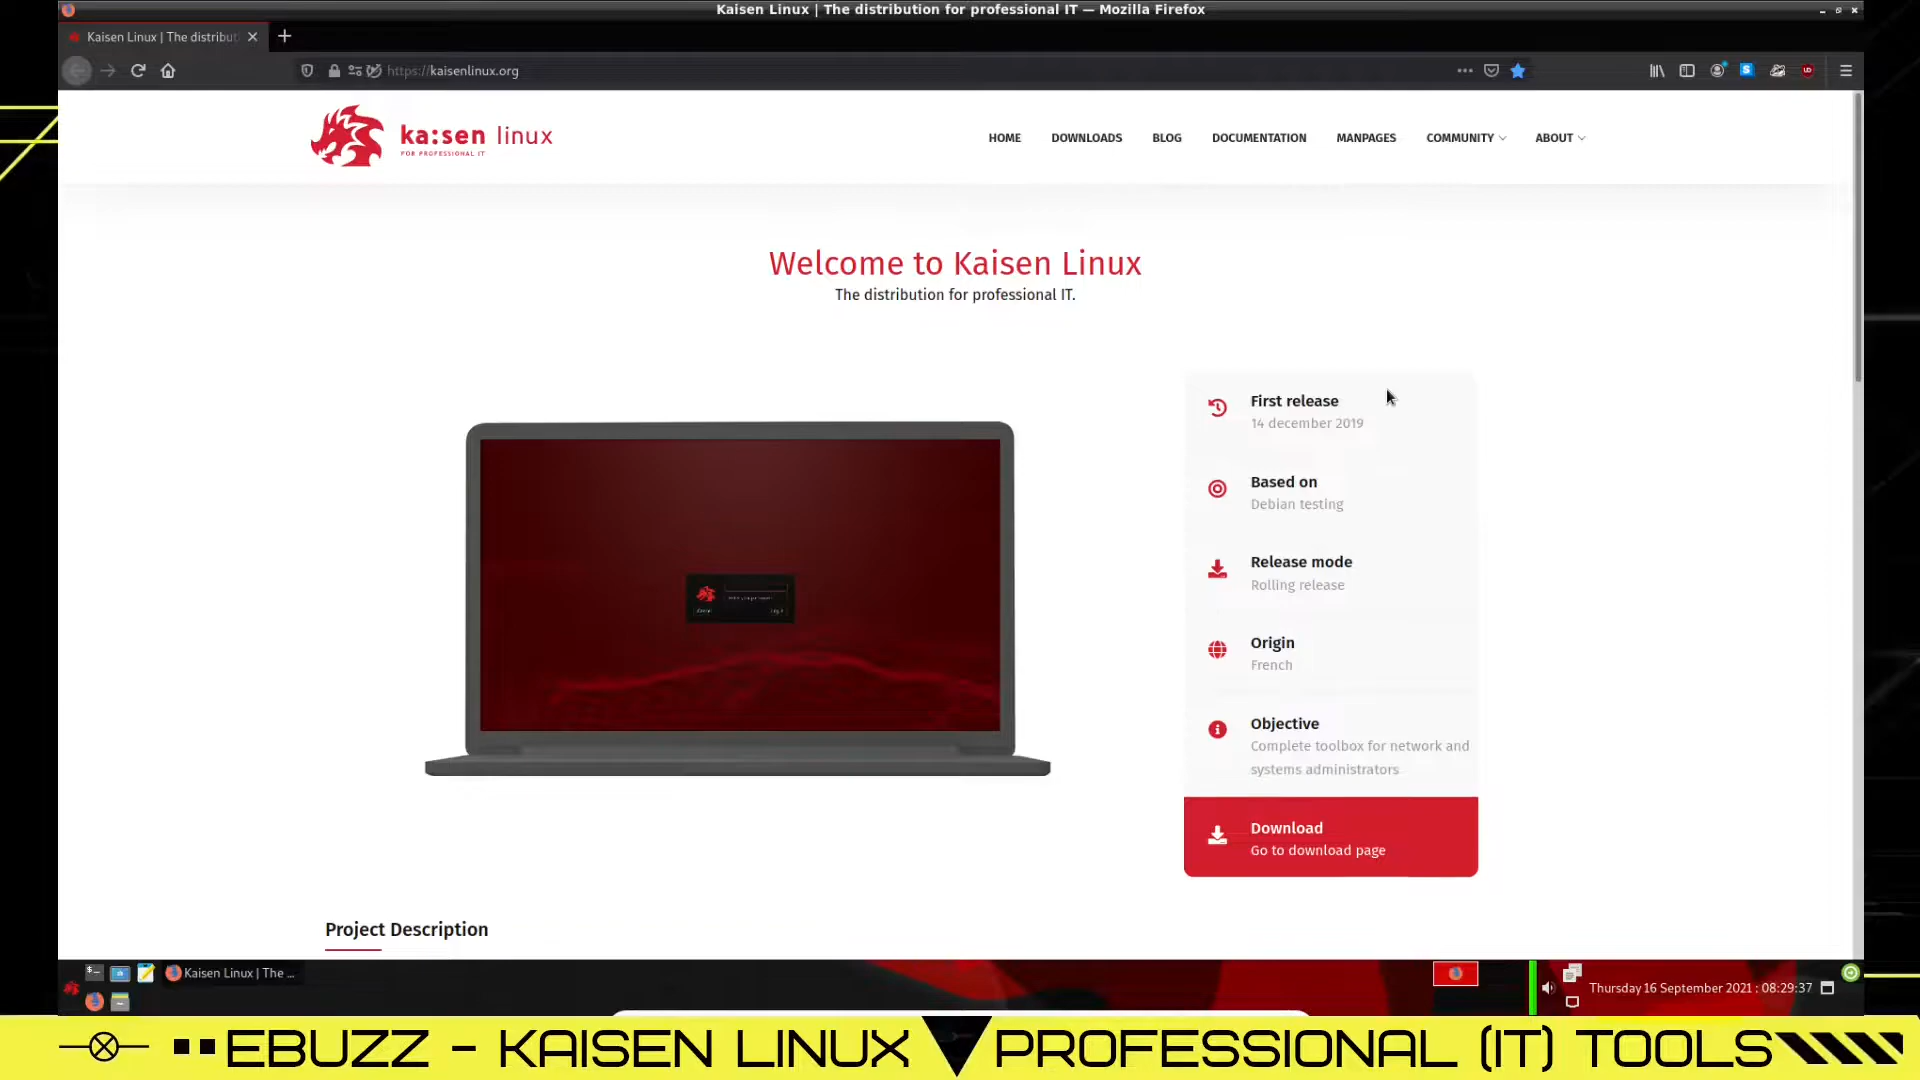 Kaisen Linux | The distribution for professional IT — Mozilla Firefox
Kaisen Linux | The distribut
https://kaisenlinux.org
ka:sen linux
FOR PROFESSIONAL IT
HOME DOWNLOADS BLOG DOCUMENTATION MANPAGES COMMUNITY ABOUT
Welcome to Kaisen Linux
The distribution for professional IT.
First release
14 december 2019
Based on
Debian testing
Release mode
Rolling release
Origin
French
Objective
Complete toolbox for network and
systems administrators
Download
Go to download page
Project Description
Kaisen Linux | The ...
Thursday 16 September 2021 : 08:29:37
EBUZZ - KAISEN LINUX PROFESSIONAL (IT) TOOLS